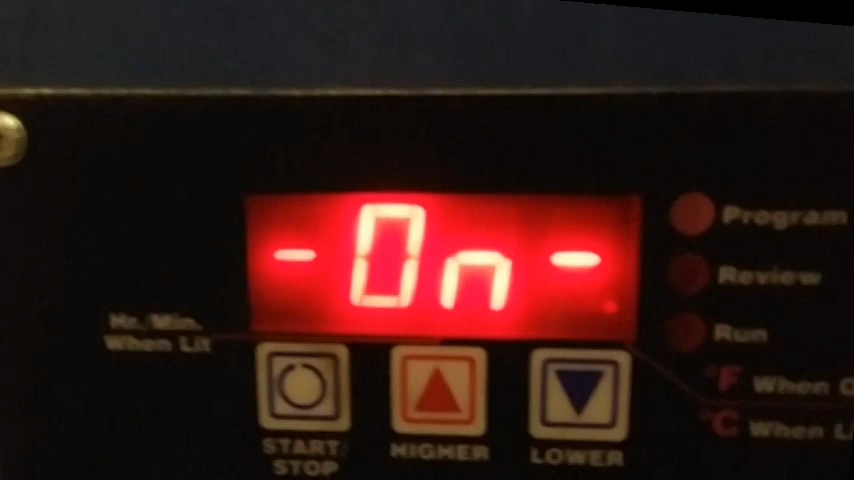 -On-
Program
Review
Run
Hr./Min.
When Lit
°F When
°C When
START/
STOP
HIGHER
LOWER